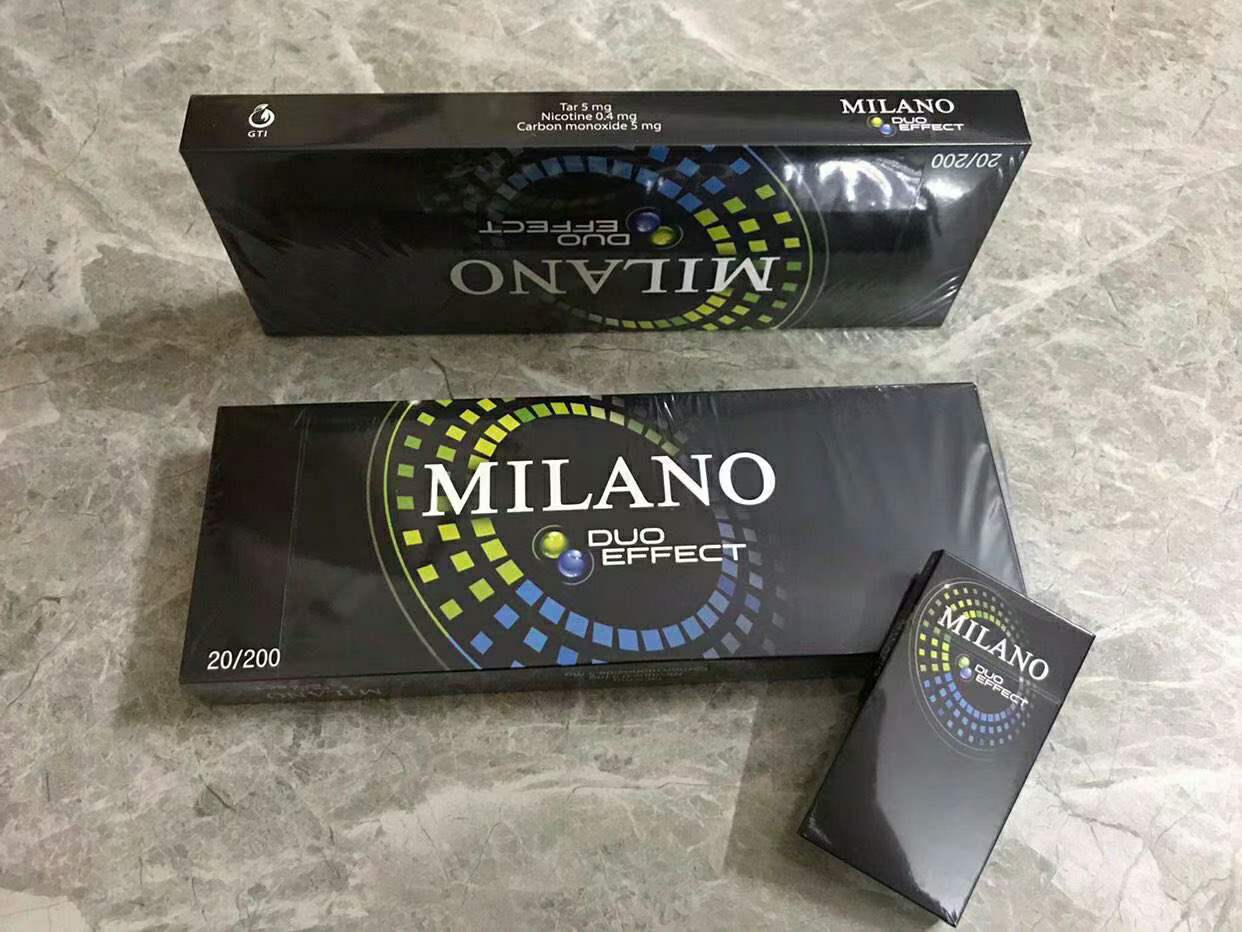 GTI
Tar 5 mg
Nicotine 0.4 mg
Carbon monoxide 5 mg
MILANO
DUO
EFFECT
20/200
DUO
EFFECT
MILANO
MILANO
DUO
EFFECT
20/200
MILANO
MILANO
DUO
EFFECT